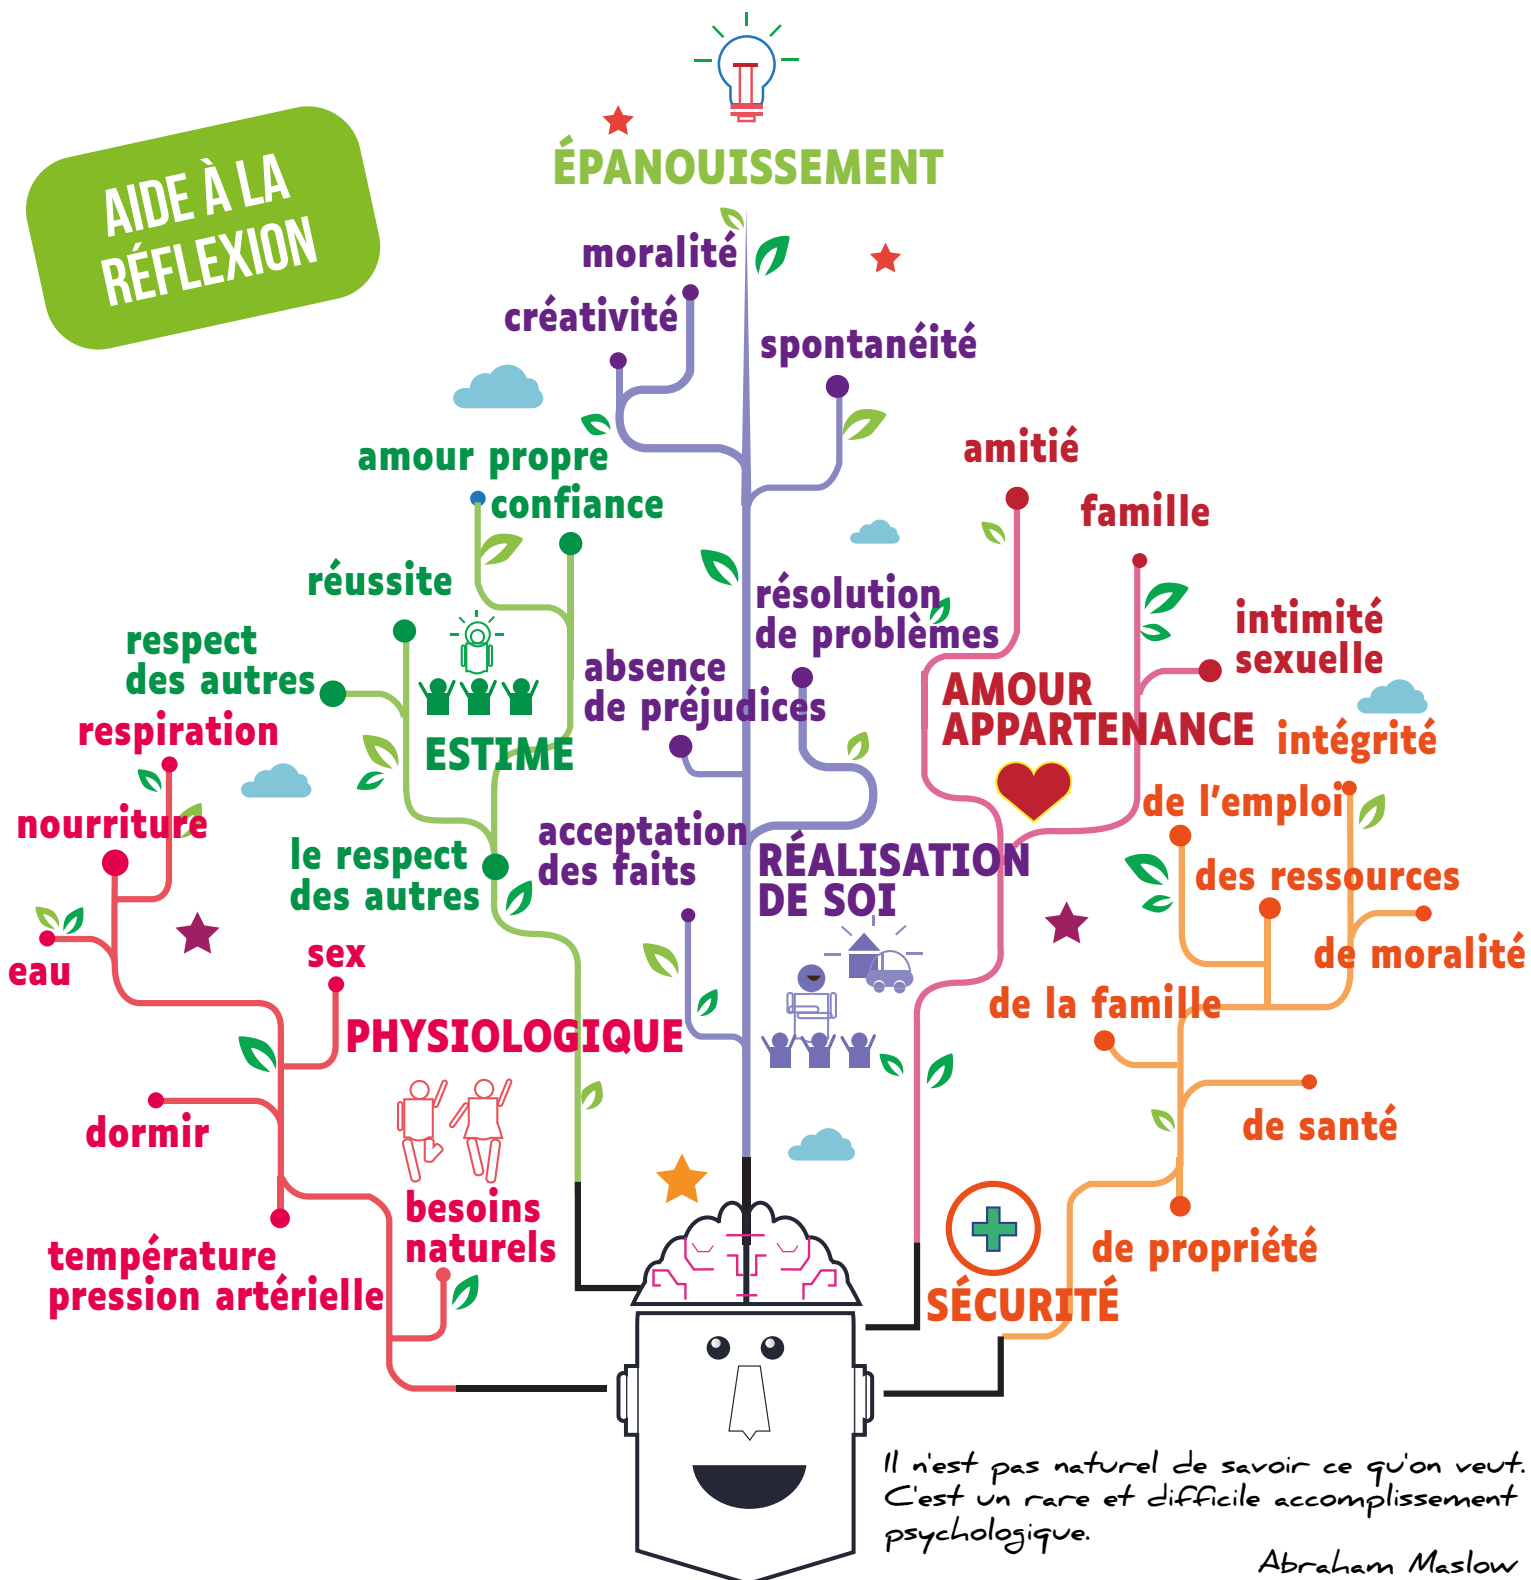 AIDE À LA
RÉFLEXION
ÉPANOUISSEMENT
moralité
créativité
spontanéité
amour propre
confiance
réussite
respect
des autres
ESTIME
le respect
des autres
résolution
de problèmes
absence
de préjudices
acceptation
des faits
RÉALISATION
DE SOI
amitié
famille
intimité
sexuelle
AMOUR
APPARTENANCE
respiration
nourriture
eau
sex
PHYSIOLOGIQUE
dormir
température
pression artérielle
besoins
naturels
intégrité
de l'emploi
des ressources
de moralité
de la famille
de santé
de propriété
SÉCURITÉ
Il n'est pas naturel de savoir ce qu'on veut.
C'est un rare et difficile accomplissement
psychologique.
Abraham Maslow